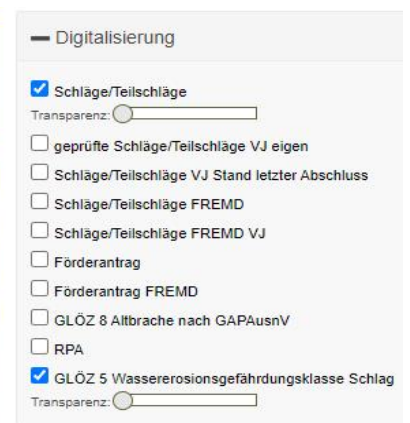 Digitalisierung
Schläge/Teilschläge
Transparenz:
geprüfte Schläge/Teilschläge VJ eigen
Schläge/Teilschläge VJ Stand letzter Abschluss
Schläge/Teilschläge FREMD
Schläge/Teilschläge FREMD VJ
Förderantrag
Förderantrag FREMD
GLÖZ 8 Altbrache nach GAPAusnV
RPA
GLÖZ 5 Wassererosionsgefährdungsklasse Schlag
Transparenz: